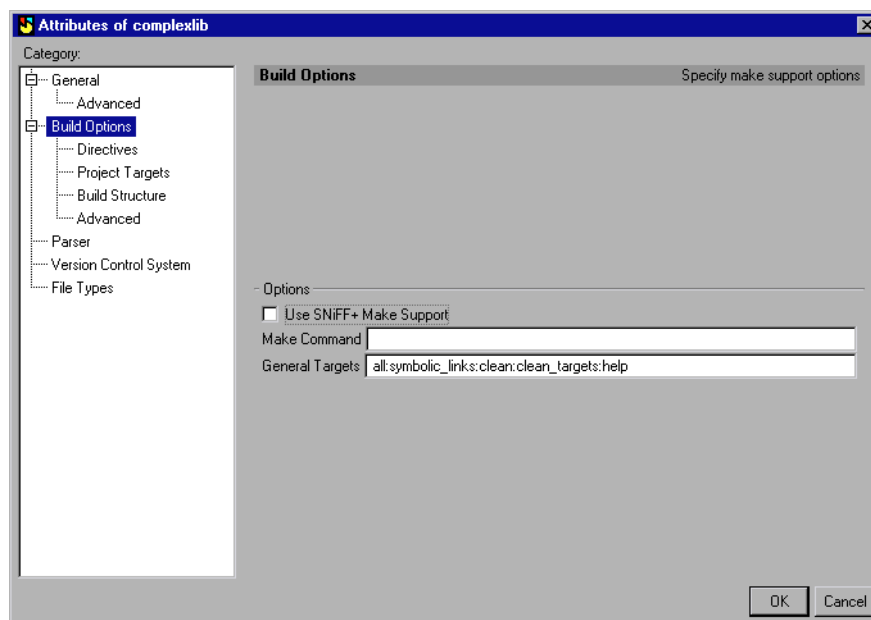 Attributes of complexlib
Category:
General
Advanced
Build Options
Directives
Project Targets
Build Structure
Advanced
Parser
Version Control System
File Types
Build Options Specify make support options
Options
Use SNiFF+ Make Support
Make Command
General Targets all:symbolic_links:clean:clean_targets:help
OK Cancel